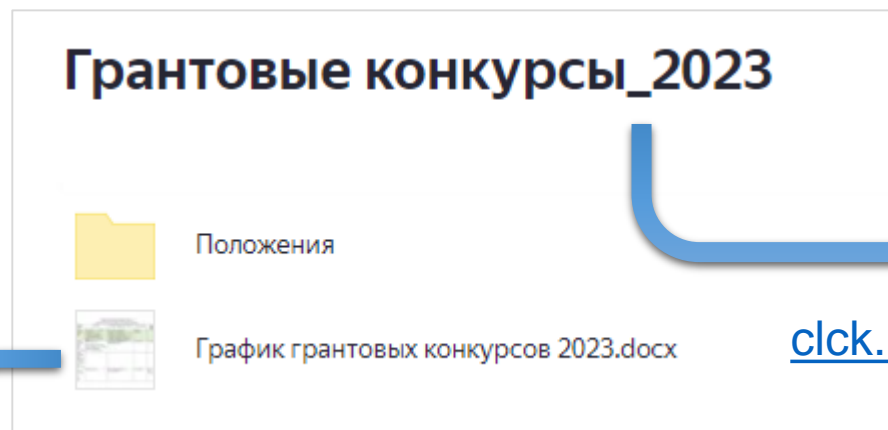 Грантовые конкурсы_2023
Положения
График грантовых конкурсов 2023.docx
clck.